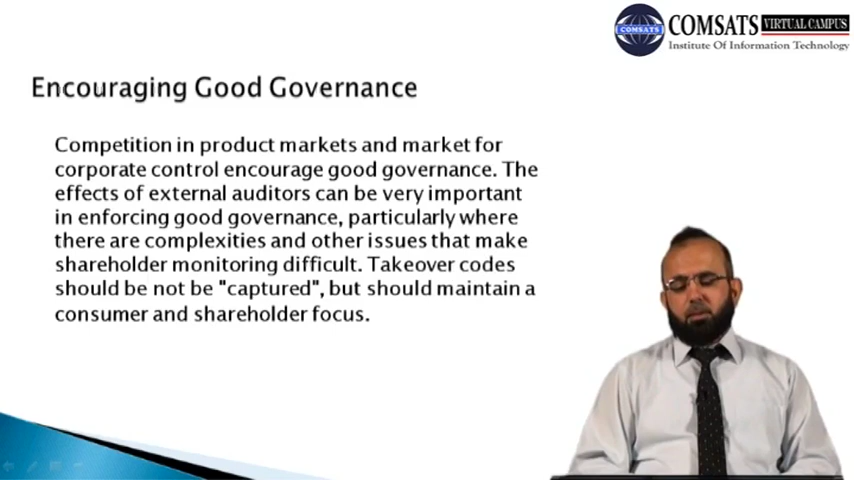 COMSATS VIRTUAL CAMPUS
COMSATS
Institute Of Information Technology
Encouraging Good Governance
Competition in product markets and market for
corporate control encourage good governance. The
effects of external auditors can be very important
in enforcing good governance, particularly where
there are complexities and other issues that make
shareholder monitoring difficult. Takeover codes
should be not be "captured", but should maintain a
consumer and shareholder focus.